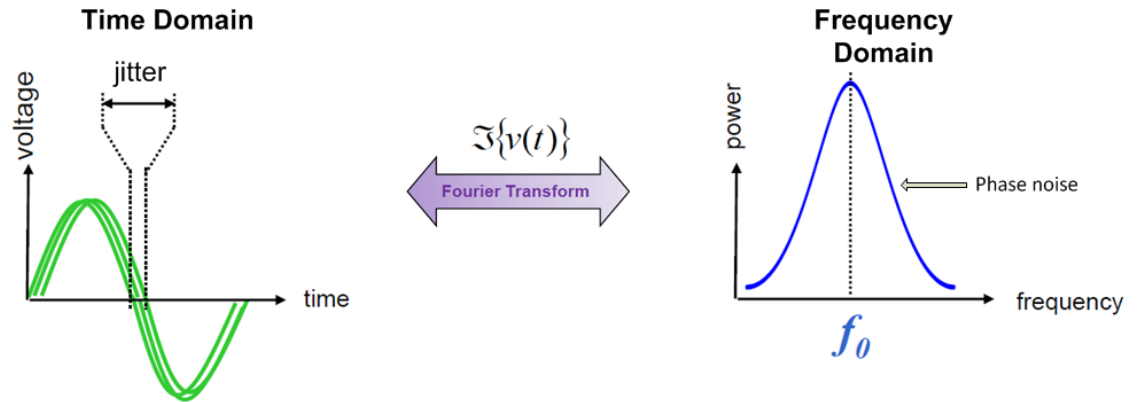 Time Domain
jitter
voltage
time
ℑ{v(t)}
Fourier Transform
Frequency
Domain
power
Phase noise
frequency
f₀